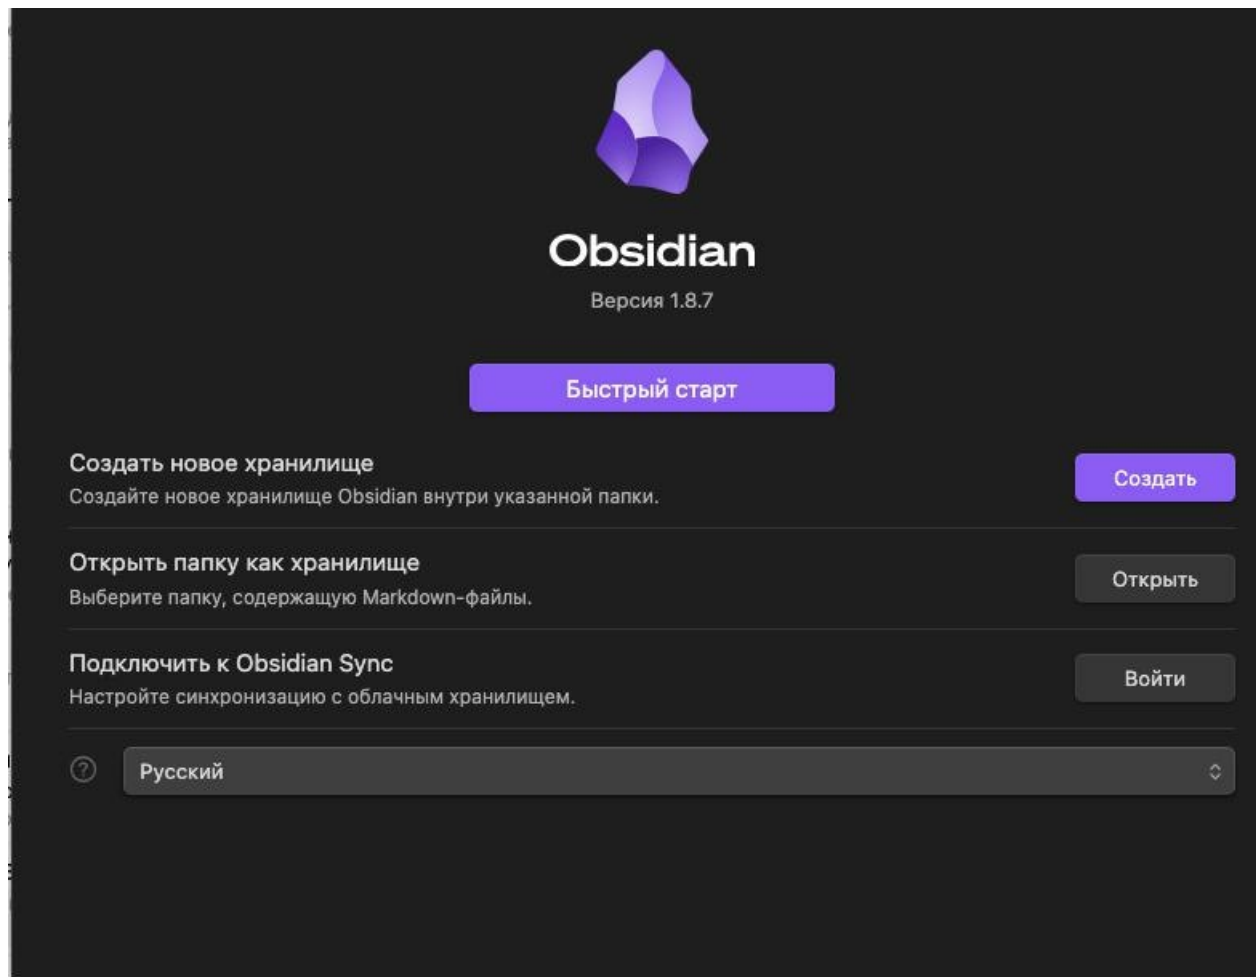 Obsidian
Версия 1.8.7
Быстрый старт
Создать новое хранилище
Создайте новое хранилище Obsidian внутри указанной папки.
Создать
Открыть папку как хранилище
Выберите папку, содержащую Markdown-файлы.
Открыть
Подключить к Obsidian Sync
Настройте синхронизацию с облачным хранилищем.
Войти
?
Русский